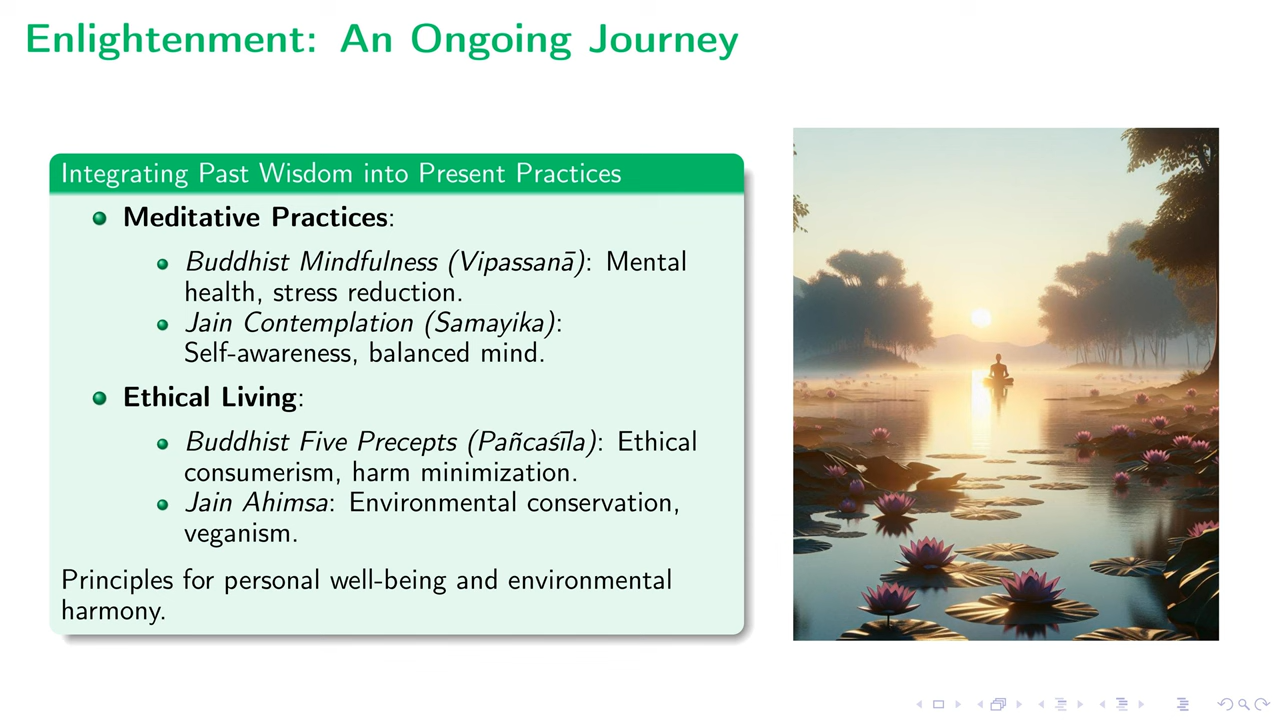 Enlightenment: An Ongoing Journey
Integrating Past Wisdom into Present Practices
Meditative Practices:
Buddhist Mindfulness (Vipassanā): Mental
health, stress reduction.
Jain Contemplation (Samayika):
Self-awareness, balanced mind.
Ethical Living:
Buddhist Five Precepts (Pañcaśīla): Ethical
consumerism, harm minimization.
Jain Ahimsa: Environmental conservation,
veganism.
Principles for personal well-being and environmental
harmony.